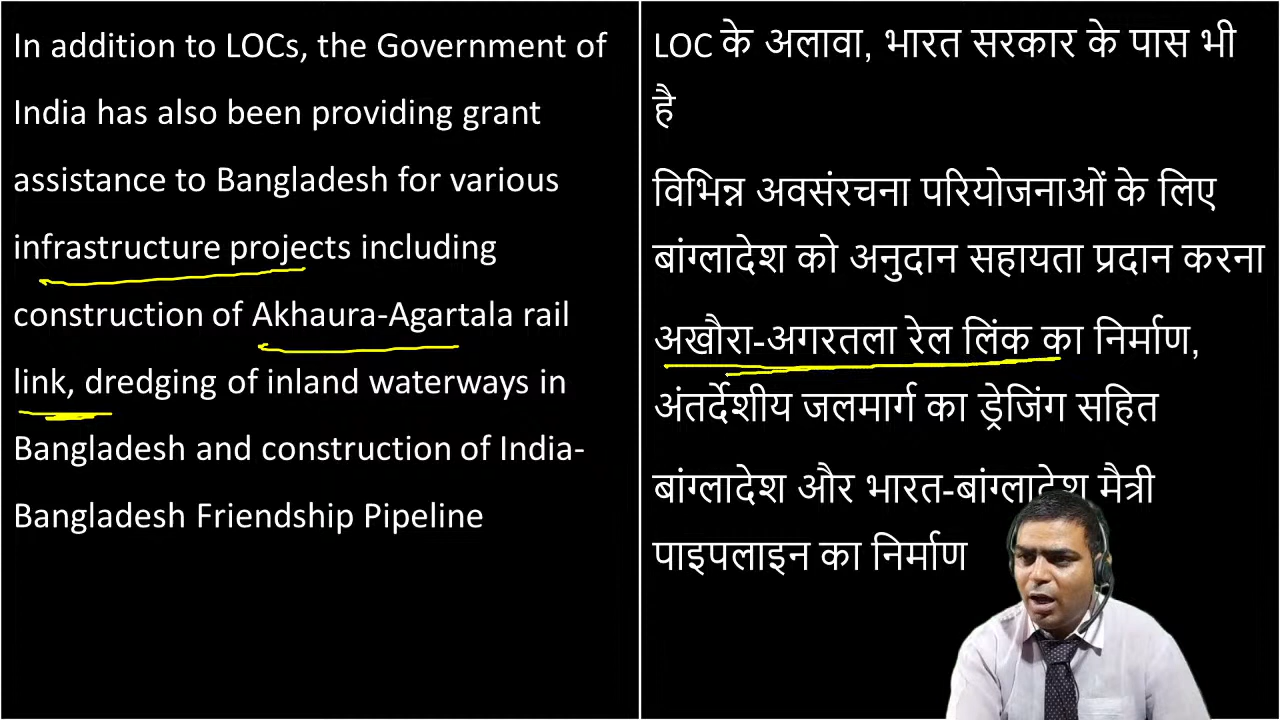 In addition to LOCs, the Government of
India has also been providing grant
assistance to Bangladesh for various
infrastructure projects including
construction of Akhaura-Agartala rail
link, dredging of inland waterways in
Bangladesh and construction of India-
Bangladesh Friendship Pipeline
LOC के अलावा, भारत सरकार के पास भी
है
विभिन्न अवसंरचना परियोजनाओं के लिए
बांग्लादेश को अनुदान सहायता प्रदान करना
अखौरा-अगरतला रेल लिंक का निर्माण,
अंतर्देशीय जलमार्ग का ड्रेजिंग सहित
बांग्लादेश और भारत-बांग्लादेश मैत्री
पाइपलाइन का निर्माण